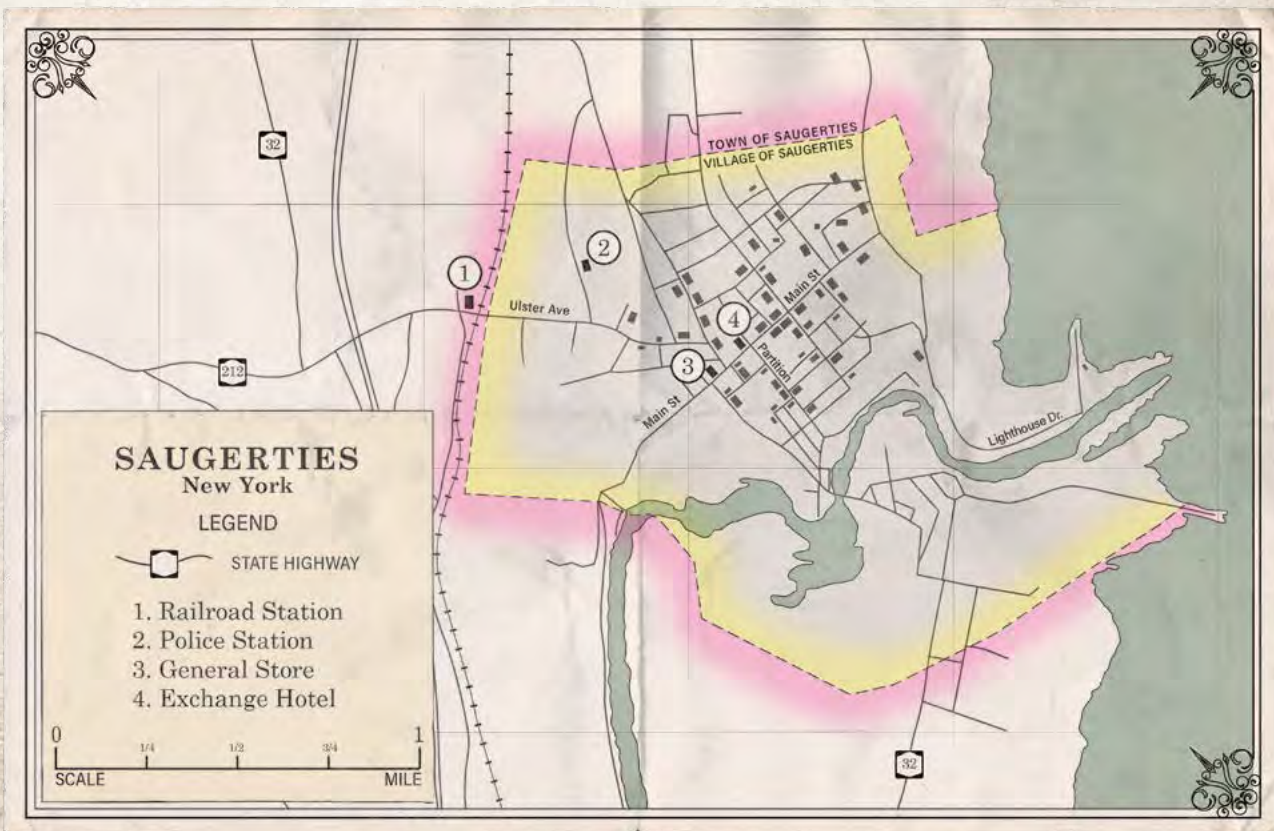 32
TOWN OF SAUGERTIES
VILLAGE OF SAUGERTIES
1
2
Ulster Ave
Main St
4
Partition
3
212
Main St
Lighthouse Dr.
SAUGERTIES
New York
LEGEND
STATE HIGHWAY
1. Railroad Station
2. Police Station
3. General Store
4. Exchange Hotel
0 1/4 1/2 3/4 1
SCALE MILE
32